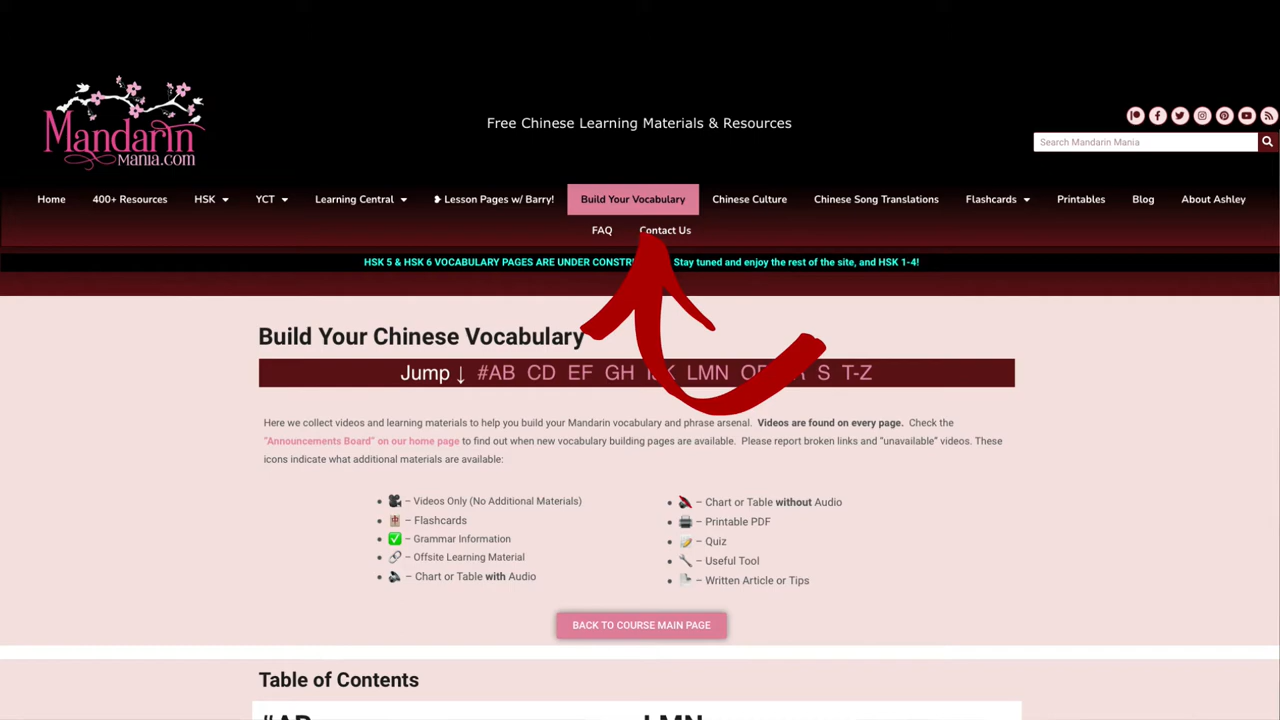 Mandarin
MANIA.COM
Free Chinese Learning Materials & Resources
Search Mandarin Mania
Home 400+ Resources HSK YCT Learning Central ❥ Lesson Pages w/ Barry! Build Your Vocabulary Chinese Culture Chinese Song Translations Flashcards Printables Blog About Ashley
FAQ Contact Us
HSK 5 & HSK 6 VOCABULARY PAGES ARE UNDER Stay tuned and enjoy the rest of the site, and HSK 1-4!
Build Your Chinese Vocabulary
Jump ↓ #AB CD EF GH LMN S T-Z
Here we collect videos and learning materials to help you build your Mandarin vocabulary and phrase arsenal. Videos are found on every page. Check the
"Announcements Board" on our home page to find out when new vocabulary building pages are available. Please report broken links and "unavailable" videos. These
icons indicate what additional materials are available:
– Videos Only (No Additional Materials)
– Flashcards
– Grammar Information
– Offsite Learning Material
– Chart or Table with Audio
– Chart or Table without Audio
– Printable PDF
– Quiz
– Useful Tool
– Written Article or Tips
BACK TO COURSE MAIN PAGE
Table of Contents
#AB LMN